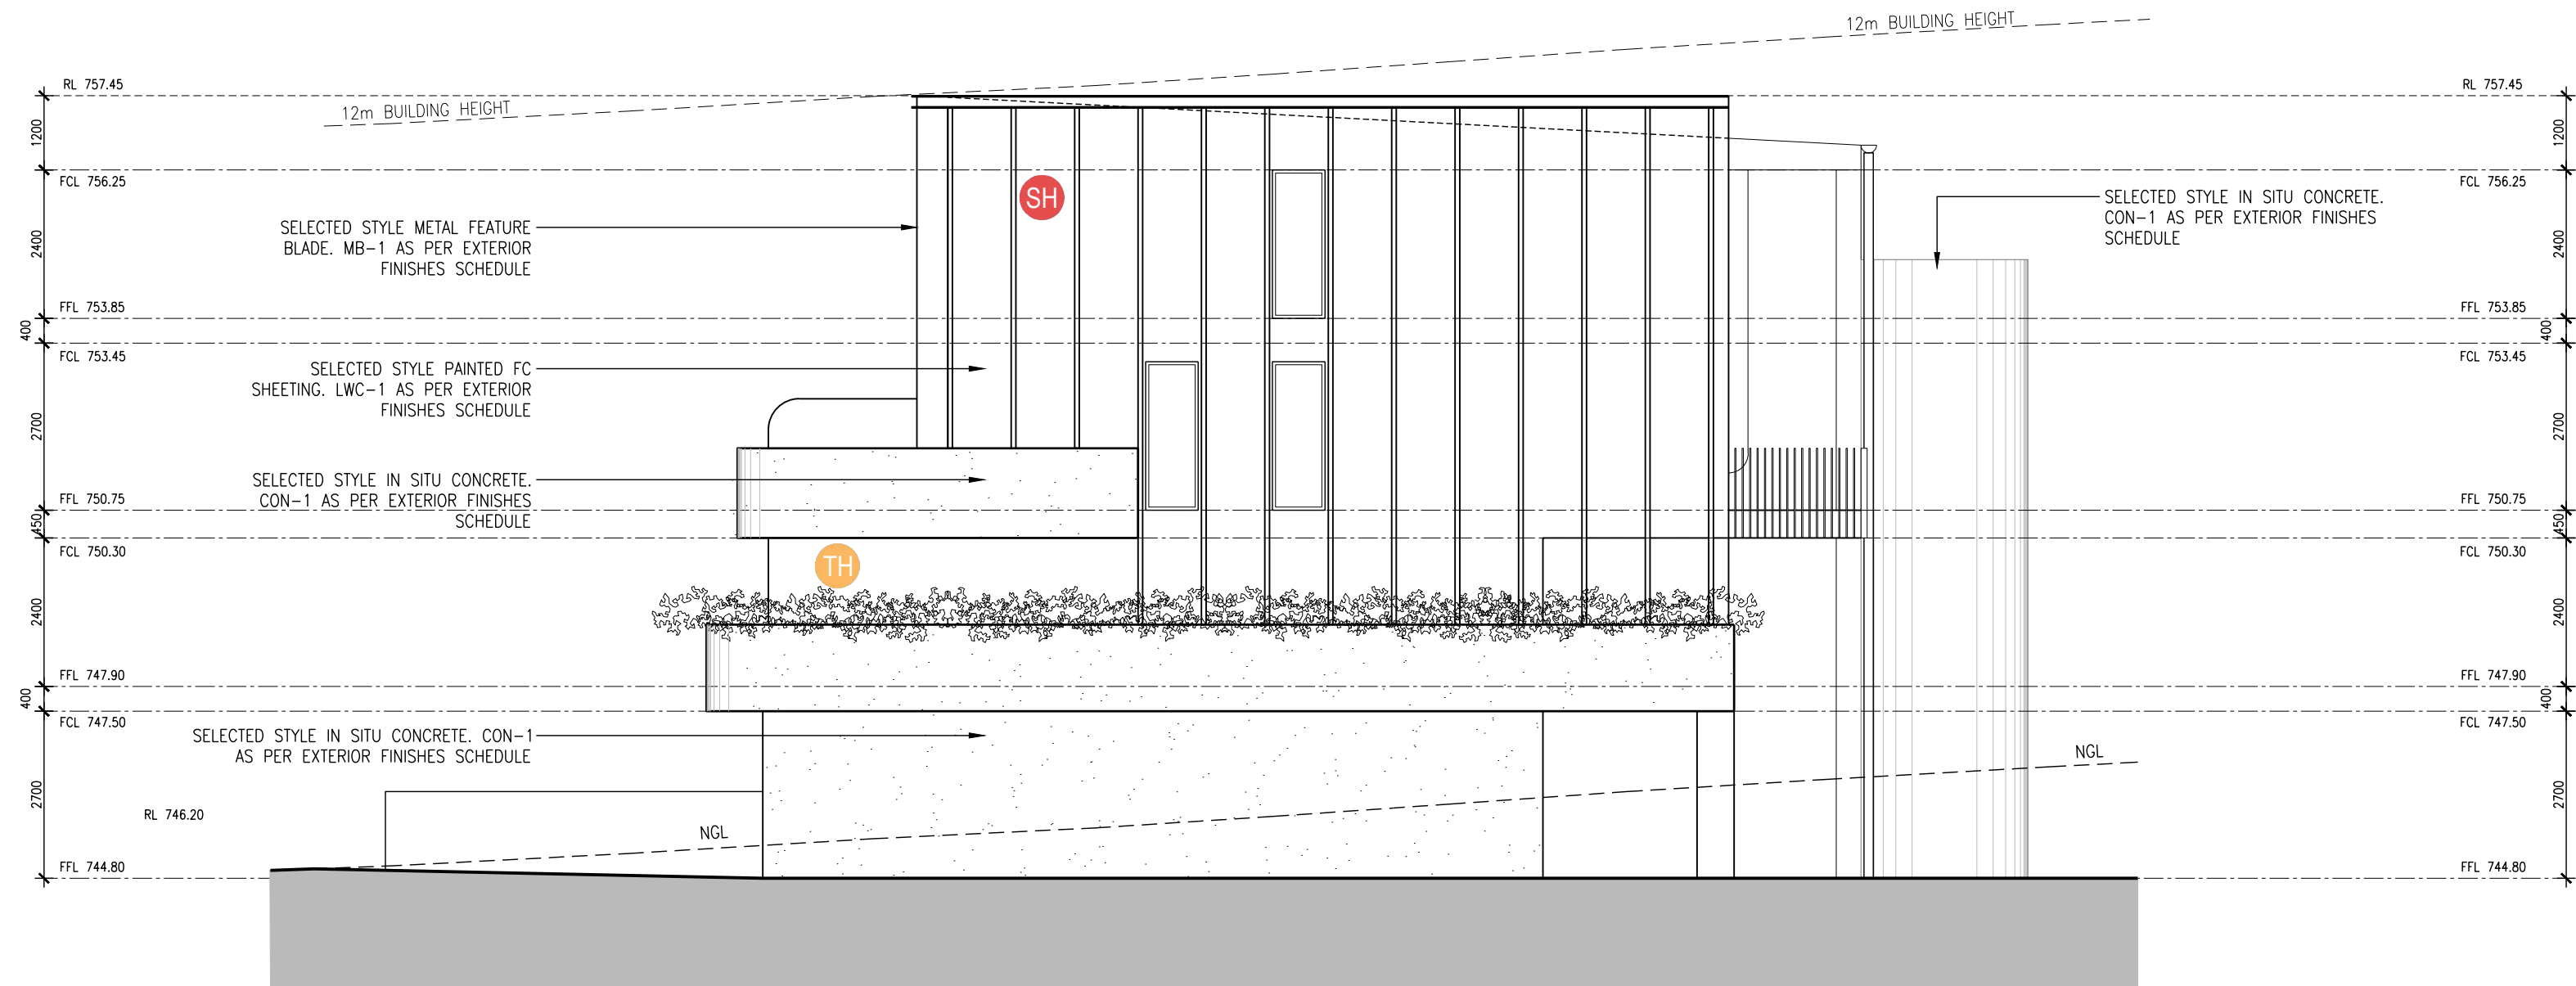 12m BUILDING HEIGHT
RL 757.45
RL 757.45
12m BUILDING HEIGHT
1200
1200
FCL 756.25
FCL 756.25
SH
SELECTED STYLE IN SITU CONCRETE.
CON-1 AS PER EXTERIOR FINISHES
SCHEDULE
SELECTED STYLE METAL FEATURE
BLADE. MB-1 AS PER EXTERIOR
FINISHES SCHEDULE
2400
2400
FFL 753.85
FFL 753.85
400
400
FCL 753.45
FCL 753.45
SELECTED STYLE PAINTED FC
SHEETING. LWC-1 AS PER EXTERIOR
FINISHES SCHEDULE
2700
2700
SELECTED STYLE IN SITU CONCRETE.
CON-1 AS PER EXTERIOR FINISHES
SCHEDULE
FFL 750.75
FFL 750.75
450
450
FCL 750.30
FCL 750.30
TH
2400
2400
FFL 747.90
FFL 747.90
400
400
FCL 747.50
FCL 747.50
SELECTED STYLE IN SITU CONCRETE. CON-1
AS PER EXTERIOR FINISHES SCHEDULE
NGL
2700
2700
RL 746.20
NGL
FFL 744.80
FFL 744.80